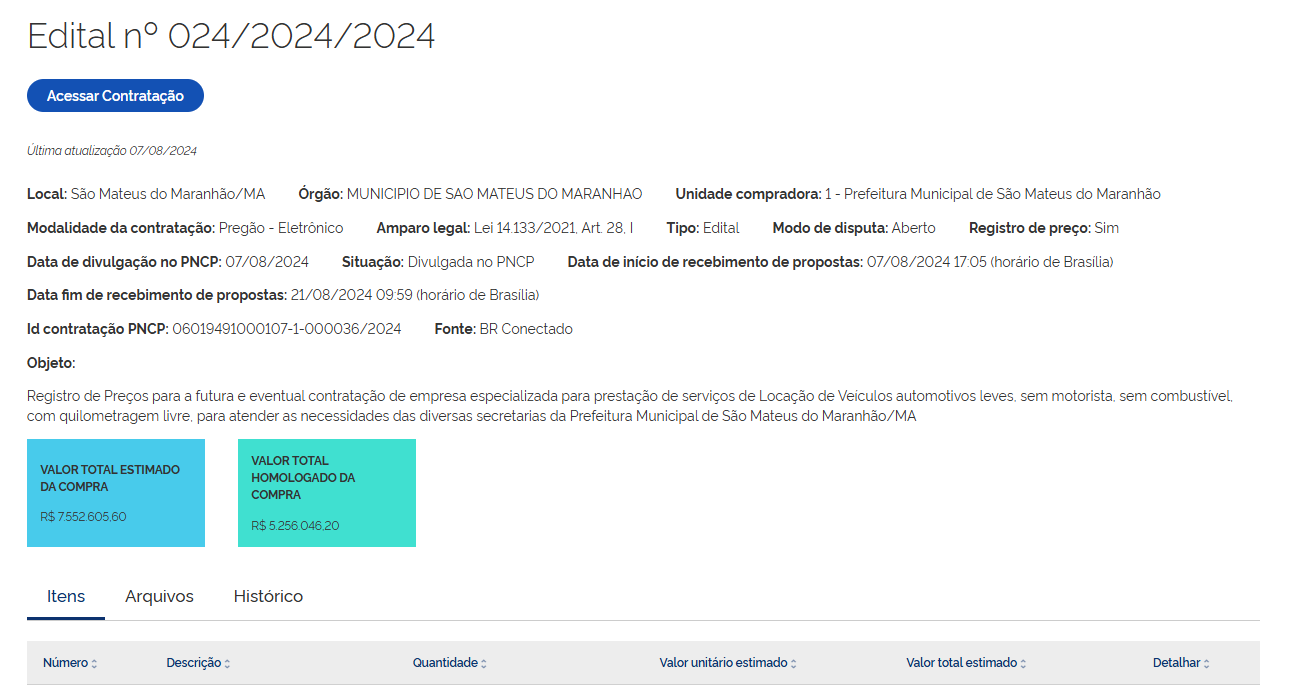 Edital nº 024/2024/2024
Acessar Contratação
Última atualização 07/08/2024
Local: São Mateus do Maranhão/MA Órgão: MUNICIPIO DE SAO MATEUS DO MARANHAO Unidade compradora: 1 - Prefeitura Municipal de São Mateus do Maranhão
Modalidade da contratação: Pregão - Eletrônico Amparo legal: Lei 14.133/2021, Art. 28, I Tipo: Edital Modo de disputa: Aberto Registro de preço: Sim
Data de divulgação no PNCP: 07/08/2024 Situação: Divulgada no PNCP Data de início de recebimento de propostas: 07/08/2024 17:05 (horário de Brasília)
Data fim de recebimento de propostas: 21/08/2024 09:59 (horário de Brasília)
Id contratação PNCP: 06019491000107-1-000036/2024 Fonte: BR Conectado
Objeto:
Registro de Preços para a futura e eventual contratação de empresa especializada para prestação de serviços de Locação de Veículos automotivos leves, sem motorista, sem combustível,
com quilometragem livre, para atender as necessidades das diversas secretarias da Prefeitura Municipal de São Mateus do Maranhão/MA
VALOR TOTAL ESTIMADO
DA COMPRA
R$ 7.552.605,60
VALOR TOTAL
HOMOLOGADO DA
COMPRA
R$ 5.256.046,20
Itens Arquivos Histórico
Número Descrição Quantidade Valor unitário estimado Valor total estimado Detalhar